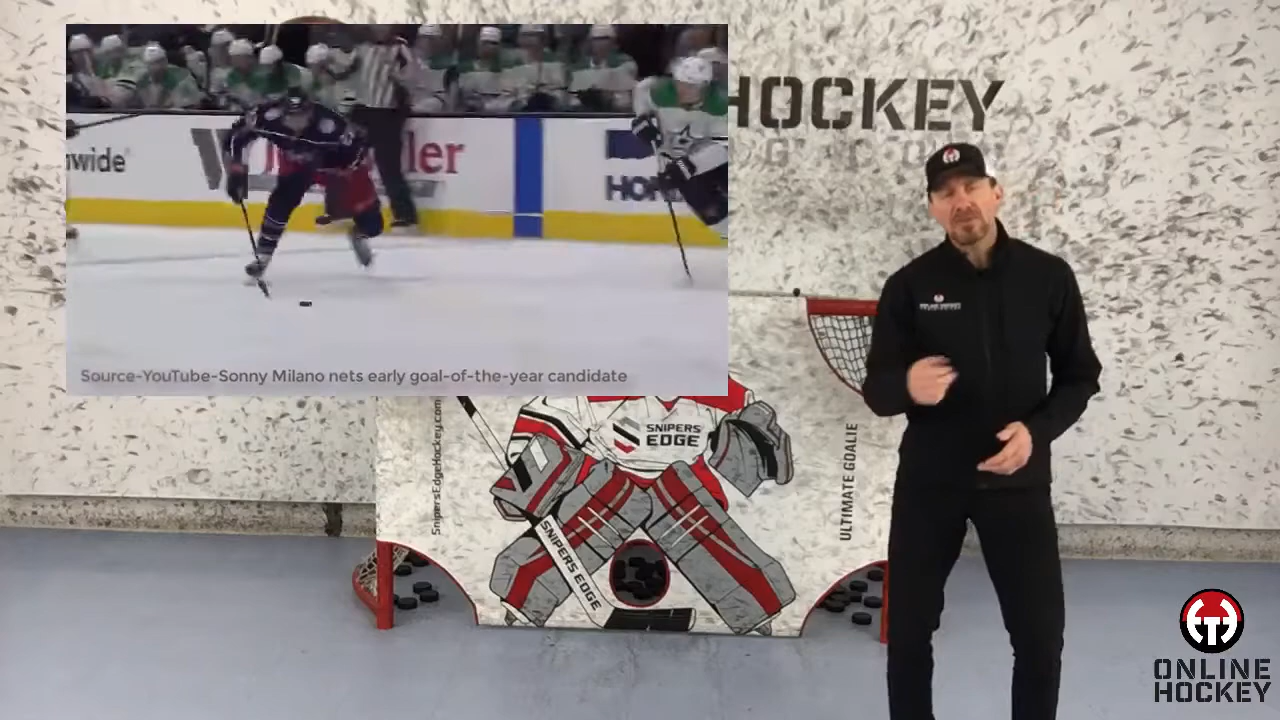 HOCKEY
wide
ler
HON
Source-YouTube-Sonny Milano nets early goal-of-the-year candidate
SNIPERS
EDGE
SnipersEdgeHockey.com
ULTIMATE GOALIE
SNIPERS EDGE
ONLINE
HOCKEY